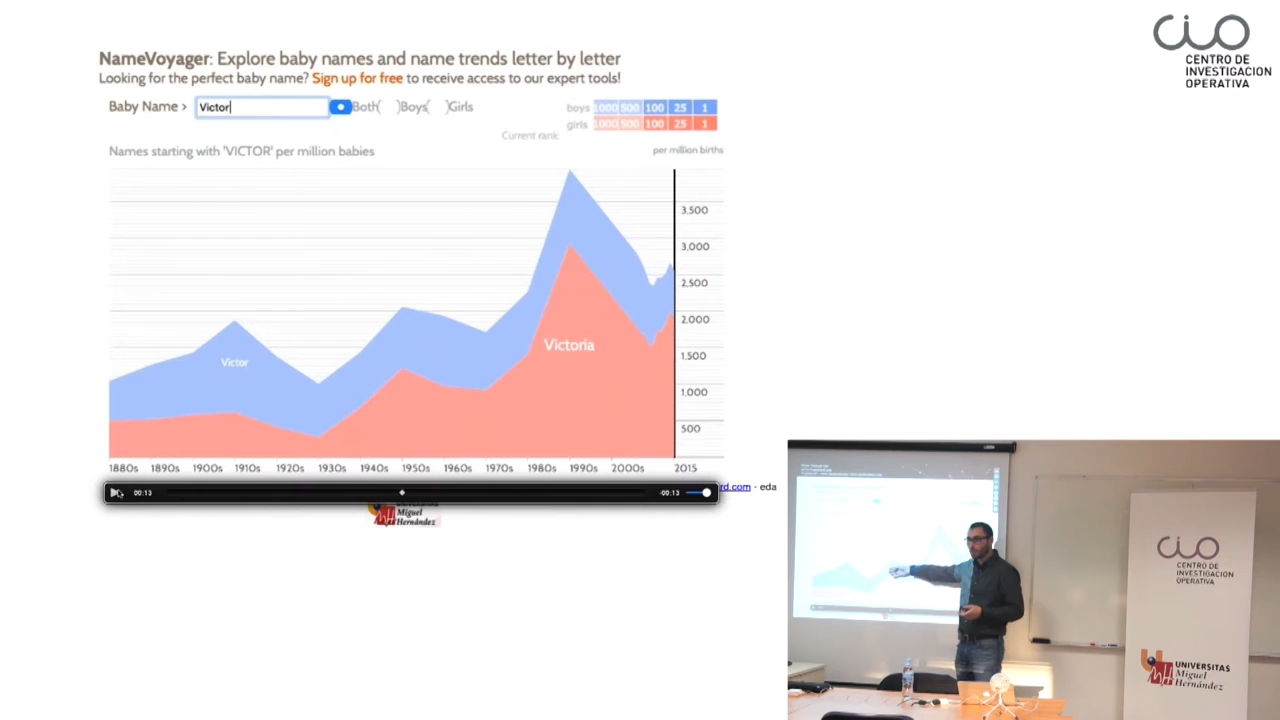 NameVoyager: Explore baby names and name trends letter by letter
Looking for the perfect baby name? Sign up for free to receive access to our expert tools!
Baby Name > Victor Both Boys Girls
boys 1000 500 100 25 1
girls 1000 500 100 25 1
Current rank:
Names starting with 'VICTOR' per million babies
per million births
3,500
3,000
2,500
2,000
1,500
1,000
500
Victoria
Victor
1880s 1890s 1900s 1910s 1920s 1930s 1940s 1950s 1960s 1970s 1980s 1990s 2000s 2015
00:13 -00:13
rd.com - eda
Miguel
Hernández
CIO
CENTRO DE
INVESTIGACION
OPERATIVA
CIO
CENTRO DE
INVESTIGACION
OPERATIVA
UNIVERSITAS
Miguel
Hernández